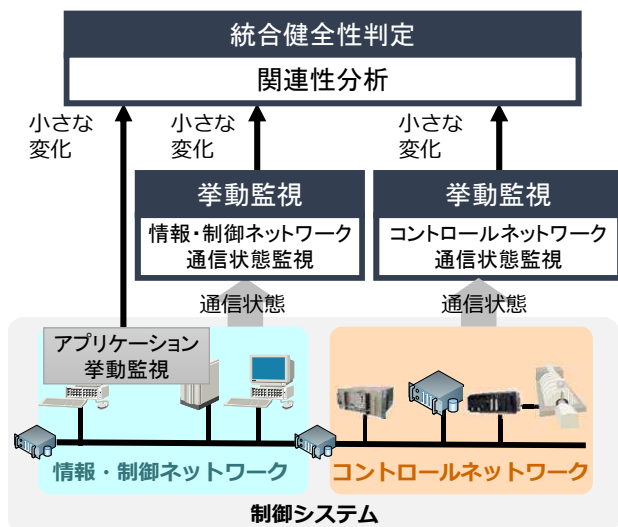 統合健全性判定
関連性分析
小さな
変化
小さな
変化
小さな
変化
挙動監視
情報・制御ネットワーク
通信状態監視
挙動監視
コントロールネットワーク
通信状態監視
通信状態
通信状態
アプリケーション
挙動監視
情報・制御ネットワーク
コントロールネットワーク
制御システム